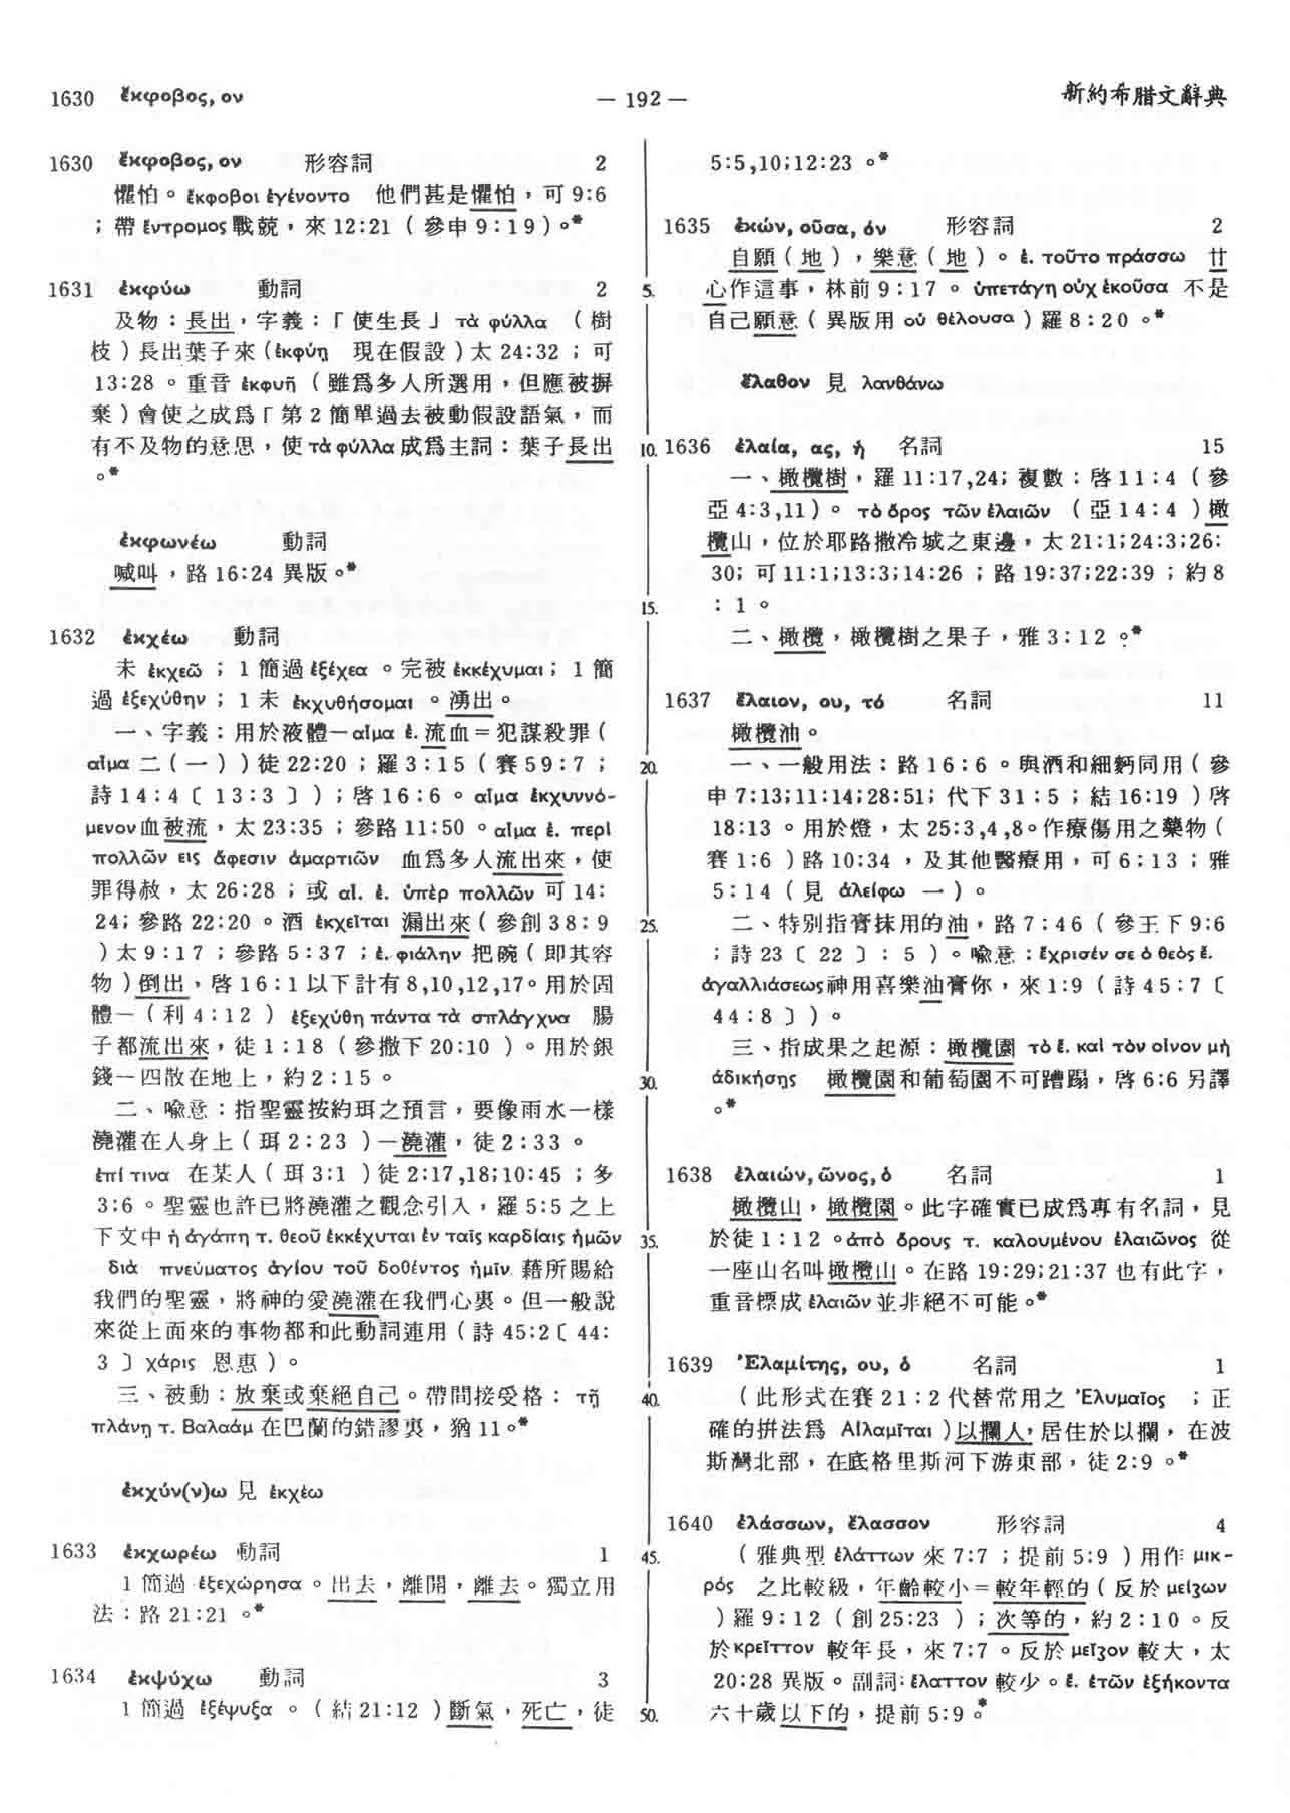 1630 ἔκφοβος, ον
— 192 —
新約希腊文辭典
1630 ἔκφοβος, ον 形容詞 2
懼怕。ἔκφοβοι ἐγένοντο 他們甚是懼怕，可 9:6
；帶 ἔντρομος 戰兢，來 12:21（參申 9:19）。*
1631 ἐκφύω 動詞 2
及物：長出，字義：「使生長」τὰ φύλλα （樹
枝）長出葉子來（ἐκφύῃ 現在假設）太 24:32 ；可
13:28 。重音 ἐκφυῇ（雖爲多人所選用，但應被摒
棄）會使之成爲「第 2 簡單過去被動假設語氣，而
有不及物的意思，使 τὰ φύλλα 成爲主詞：葉子長出
。*
ἐκφωνέω 動詞
喊叫，路 16:24 異版。*
1632 ἐκχέω 動詞
未 ἐκχεῶ ；1 簡過 ἐξέχεα 。完被 ἐκκέχυμαι；1 簡
過 ἐξεχύθην；1 未 ἐκχυθήσομαι 。湧出。
一、字義：用於液體—αἷμα ἐ. 流血＝犯謀殺罪（
αἷμα 二（一））徒 22:20 ；羅 3:15（賽 59:7 ；
詩 14:4〔 13:3 〕）；啓 16:6 。αἷμα ἐκχυννό-
μενον 血被流，太 23:35 ；參路 11:50 。αἷμα ἐ. περὶ
πολλῶν εις ἄφεσιν ἁμαρτιῶν 血爲多人流出來，使
罪得赦，太 26:28 ；或 αἷ. ἐ. ὑπὲρ πολλῶν 可 14:
24；參路 22:20 。酒 ἐκχεῖται 漏出來（參創 38:9
）太 9:17 ；參路 5:37 ；ἐ. φιάλην 把碗（即其容
物）倒出，啓 16:1 以下計有 8,10,12,17。用於固
體—（利 4:12 ）ἐξεχύθη πάντα τὰ σπλάγχνα 腸
子都流出來，徒 1:18（參撒下 20:10 ）。用於銀
錢—四散在地上，約 2:15 。
二、喻意：指聖靈按約珥之預言，要像雨水一樣
澆灌在人身上（珥 2:23 ）—澆灌，徒 2:33 。
ἐπί τινα 在某人（珥 3:1 ）徒 2:17,18；10:45 ；多
3:6 。聖靈也許已將澆灌之觀念引入，羅 5:5 之上
下文中 ἡ ἀγάπη τ. θεοῦ ἐκκέχυται ἐν ταῖς καρδίαις ἡμῶν
διὰ πνεύματος ἁγίου τοῦ δοθέντος ἡμῖν. 藉所賜給
我們的聖靈，將神的愛澆灌在我們心裏。但一般說
來從上面來的事物都和此動詞連用（詩 45:2〔 44:
3 〕χάρις 恩惠）。
三、被動：放棄或棄絕自己。帶間接受格：τῇ
πλάνῃ τ. Βαλαάμ 在巴蘭的錯謬裏，猶 11 。*
ἐκχύν(ν)ω 見 ἐκχέω
1633 ἐκχωρέω 動詞 1
1 簡過 ἐξεχώρησα 。出去，離開，離去。獨立用
法：路 21:21 。*
1634 ἐκψύχω 動詞 3
1 簡過 ἐξέψυξα 。（結 21:12 ）斷氣，死亡，徒
5.
10.
15.
20.
25.
30.
35.
40.
45.
50.
5:5,10；12:23 。*
1635 ἑκών, οῦσα, όν 形容詞 2
自願（地），樂意（地）。ἑ. τοῦτο πράσσω 甘
心作這事，林前 9:17 。ὑπετάγη οὐχ ἑκοῦσα 不是
自己願意（異版用 οὐ θέλουσα）羅 8:20 。*
ἔλαθον 見 λανθάνω
1636 ἐλαία, ας, ἡ 名詞 15
一、橄欖樹，羅 11:17,24；複數：啓 11:4（參
亞 4:3,11）。τὸ ὄρος τῶν ἐλαιῶν （亞 14:4 ）橄
欖山，位於耶路撒冷城之東邊，太 21:1；24:3；26:
30；可 11:1；13:3；14:26 ；路 19:37；22:39 ；約 8
:1 。
二、橄欖，橄欖樹之果子，雅 3:12 。*
1637 ἔλαιον, ου, τό 名詞 11
橄欖油。
一、一般用法：路 16:6 。與酒和細麪同用（參
申 7:13；11:14；28:51；代下 31:5 ；結 16:19 ）啓
18:13 。用於燈，太 25:3,4,8。作療傷用之藥物（
賽 1:6 ）路 10:34 ，及其他醫療用，可 6:13 ；雅
5:14（見 ἀλείφω 一）。
二、特别指膏抹用的油，路 7:46（參王下 9:6
；詩 23〔 22 〕:5 ）。喻意：ἔχρισέν σε ὁ θεὸς ἔ.
ἀγαλλιάσεως 神用喜樂油膏你，來 1:9（詩 45:7〔
44:8 〕）。
三、指成果之起源：橄欖園 τὸ ἔ. καὶ τὸν οἶνον μὴ
ἀδικήσῃς 橄欖園和葡萄園不可蹧蹋，啓 6:6 另譯
。*
1638 ἐλαιών, ῶνος, ὁ 名詞 1
橄欖山，橄欖園。此字確實已成爲專有名詞，見
於徒 1:12 。ἀπὸ ὄρους τ. καλουμένου ἐλαιῶνος 從
一座山名叫橄欖山。在路 19:29；21:37 也有此字，
重音標成 ἐλαιῶν 並非絕不可能。*
1639 Ἐλαμίτης, ου, ὁ 名詞 1
（此形式在賽 21:2 代替常用之 Ἐλυμαῖος ；正
確的拼法爲 Αἰλαμῖται）以攔人，居住於以攔，在波
斯灣北部，在底格里斯河下游東部，徒 2:9 。*
1640 ἐλάσσων, ἔλασσον 形容詞 4
（雅典型 ἐλάττων 來 7:7 ；提前 5:9 ）用作 μικ-
ρός 之比較級，年齡較小＝較年輕的（反於 μείζων
）羅 9:12（創 25:23 ）；次等的，約 2:10 。反
於 κρεῖττον 較年長，來 7:7 。反於 μεῖζον 較大，太
20:28 異版。副詞：ἔλαττον 較少。ἔ. ἐτῶν ἑξήκοντα
六十歲以下的，提前 5:9 。*